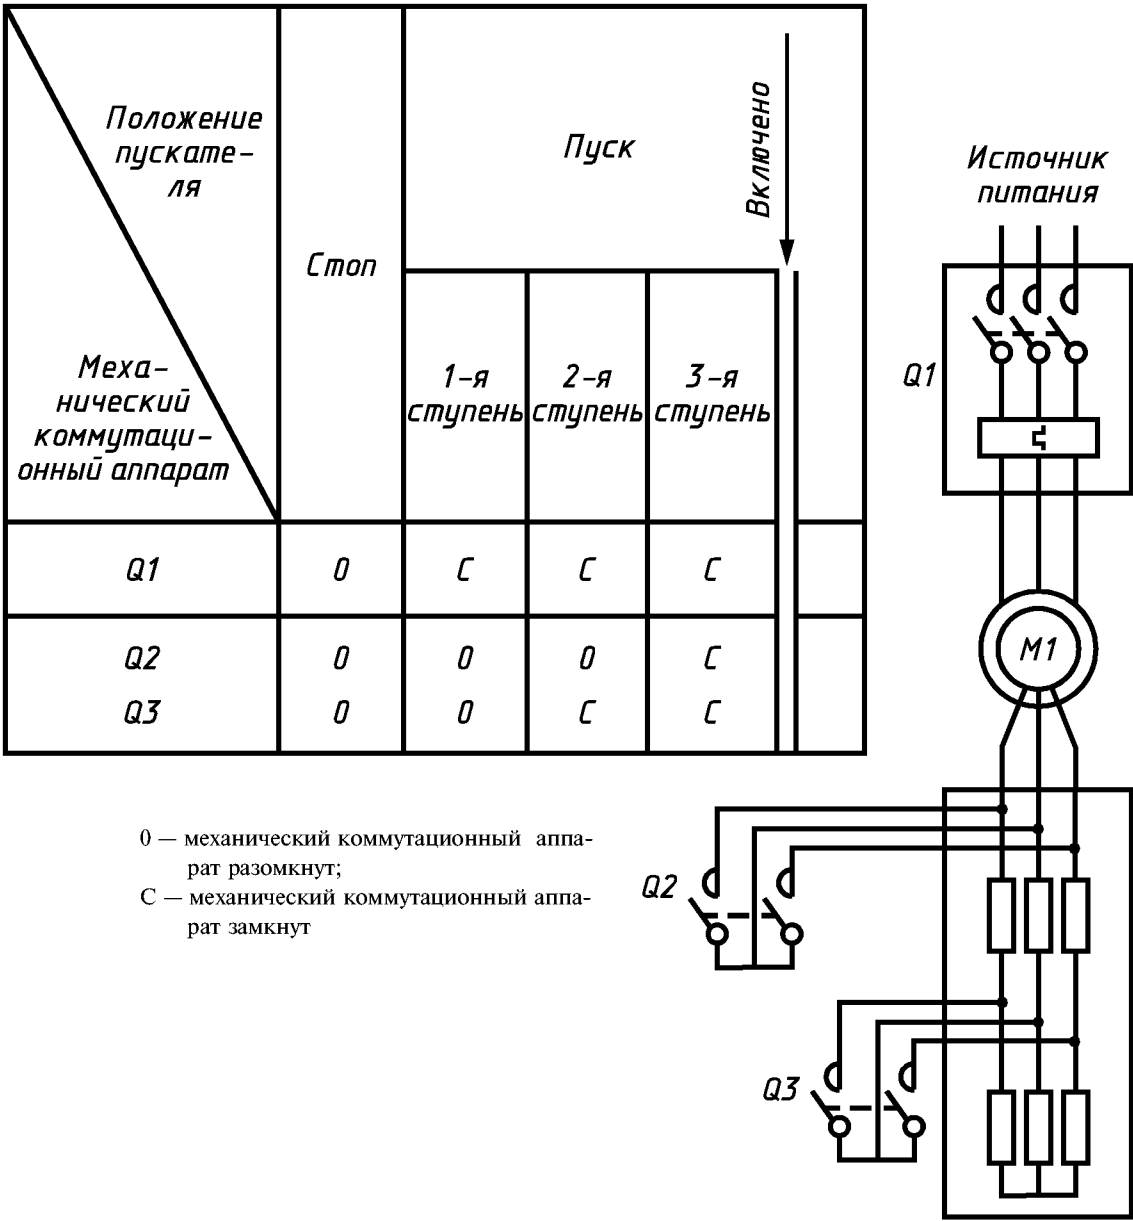 Положение
пускате-
ля
Меха-
нический
коммутаци-
онный аппарат
Стоп
Пуск
Включено
1-я
ступень
2-я
ступень
3-я
ступень
Q1 0 С С С
Q2 0 0 0 С
Q3 0 0 С С
0 — механический коммутационный аппа-
рат разомкнут;
С — механический коммутационный аппа-
рат замкнут
Источник
питания
Q1
М1
Q2
Q3